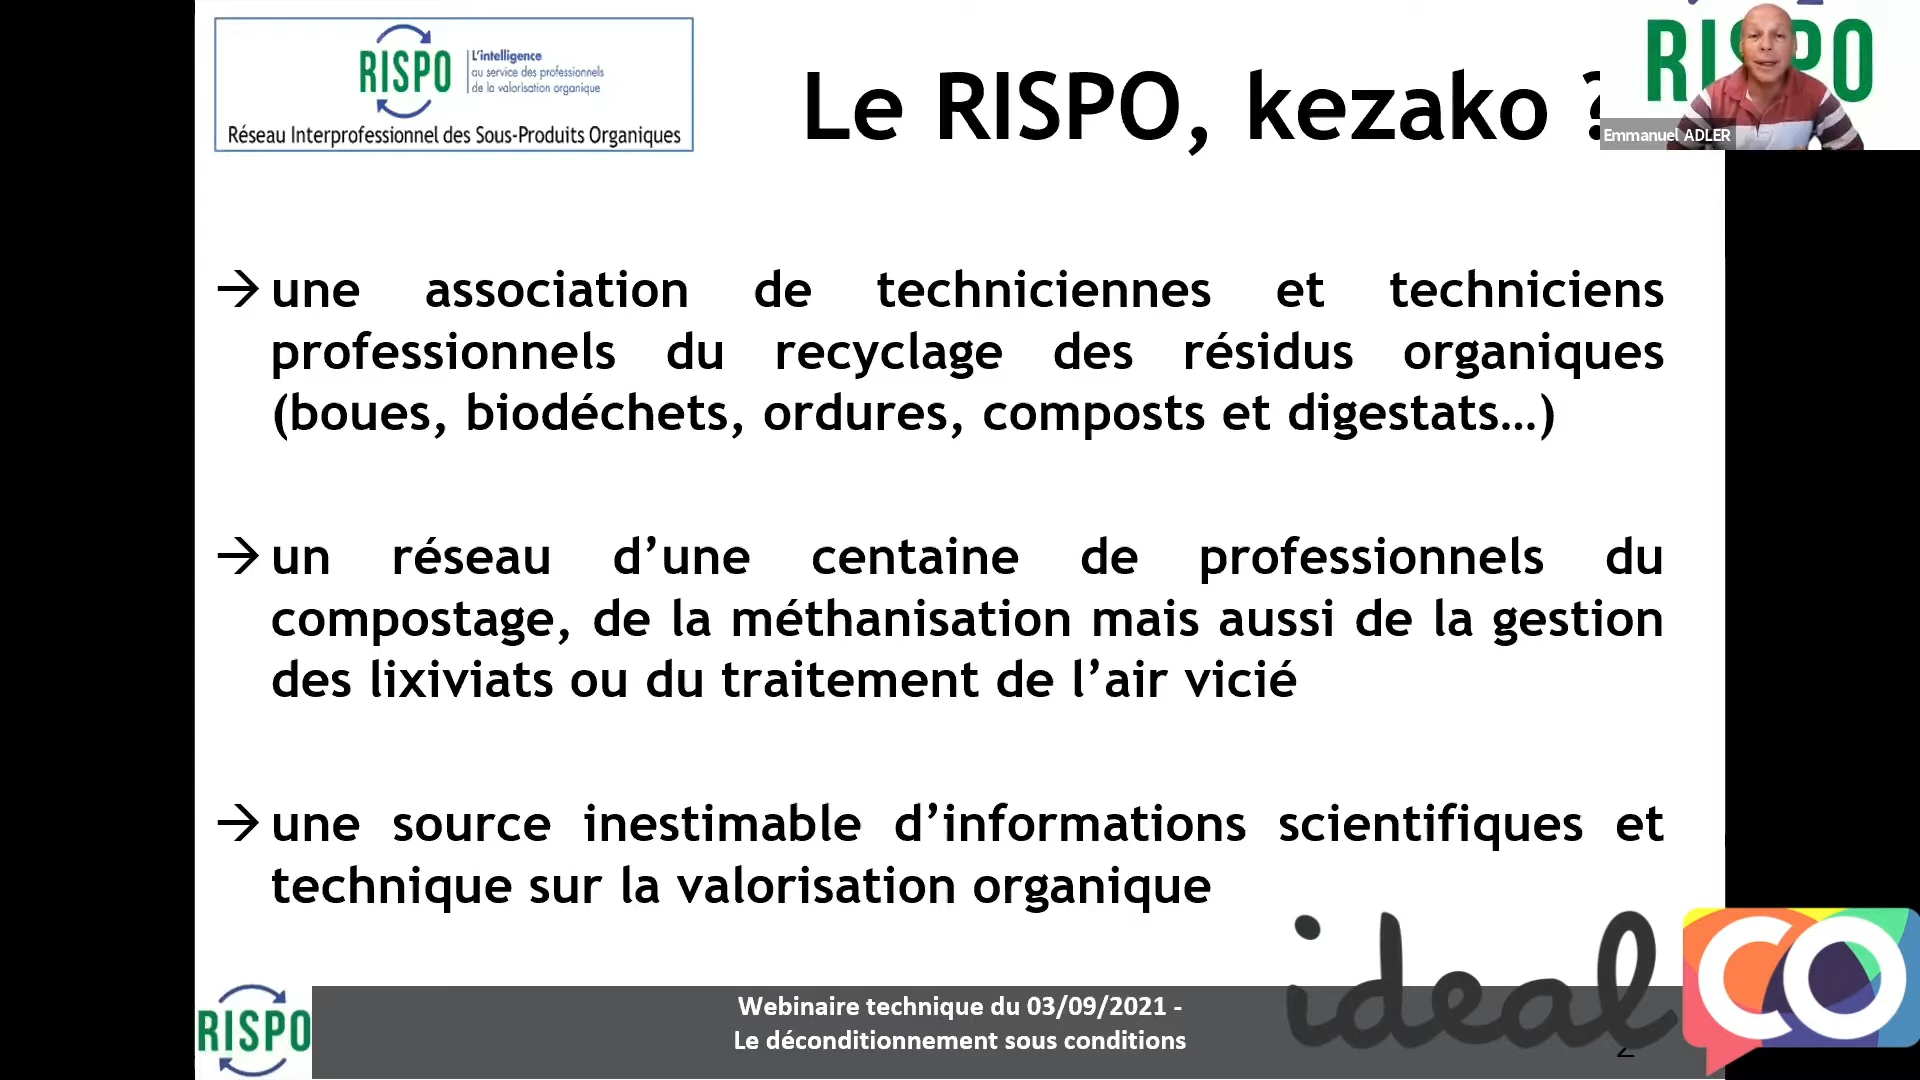 RISPO
L'intelligence
au service des professionnels
de la valorisation organique
Réseau Interprofessionnel des Sous-Produits Organiques
Le RISPO, kezako ?
RISPO
Emmanuel ADLER
→ une association de techniciennes et techniciens
professionnels du recyclage des résidus organiques
(boues, biodéchets, ordures, composts et digestats…)
→ un réseau d’une centaine de professionnels du
compostage, de la méthanisation mais aussi de la gestion
des lixiviats ou du traitement de l’air vicié
→ une source inestimable d’informations scientifiques et
technique sur la valorisation organique
RISPO
Webinaire technique du 03/09/2021 -
Le déconditionnement sous conditions
ideal CO
2